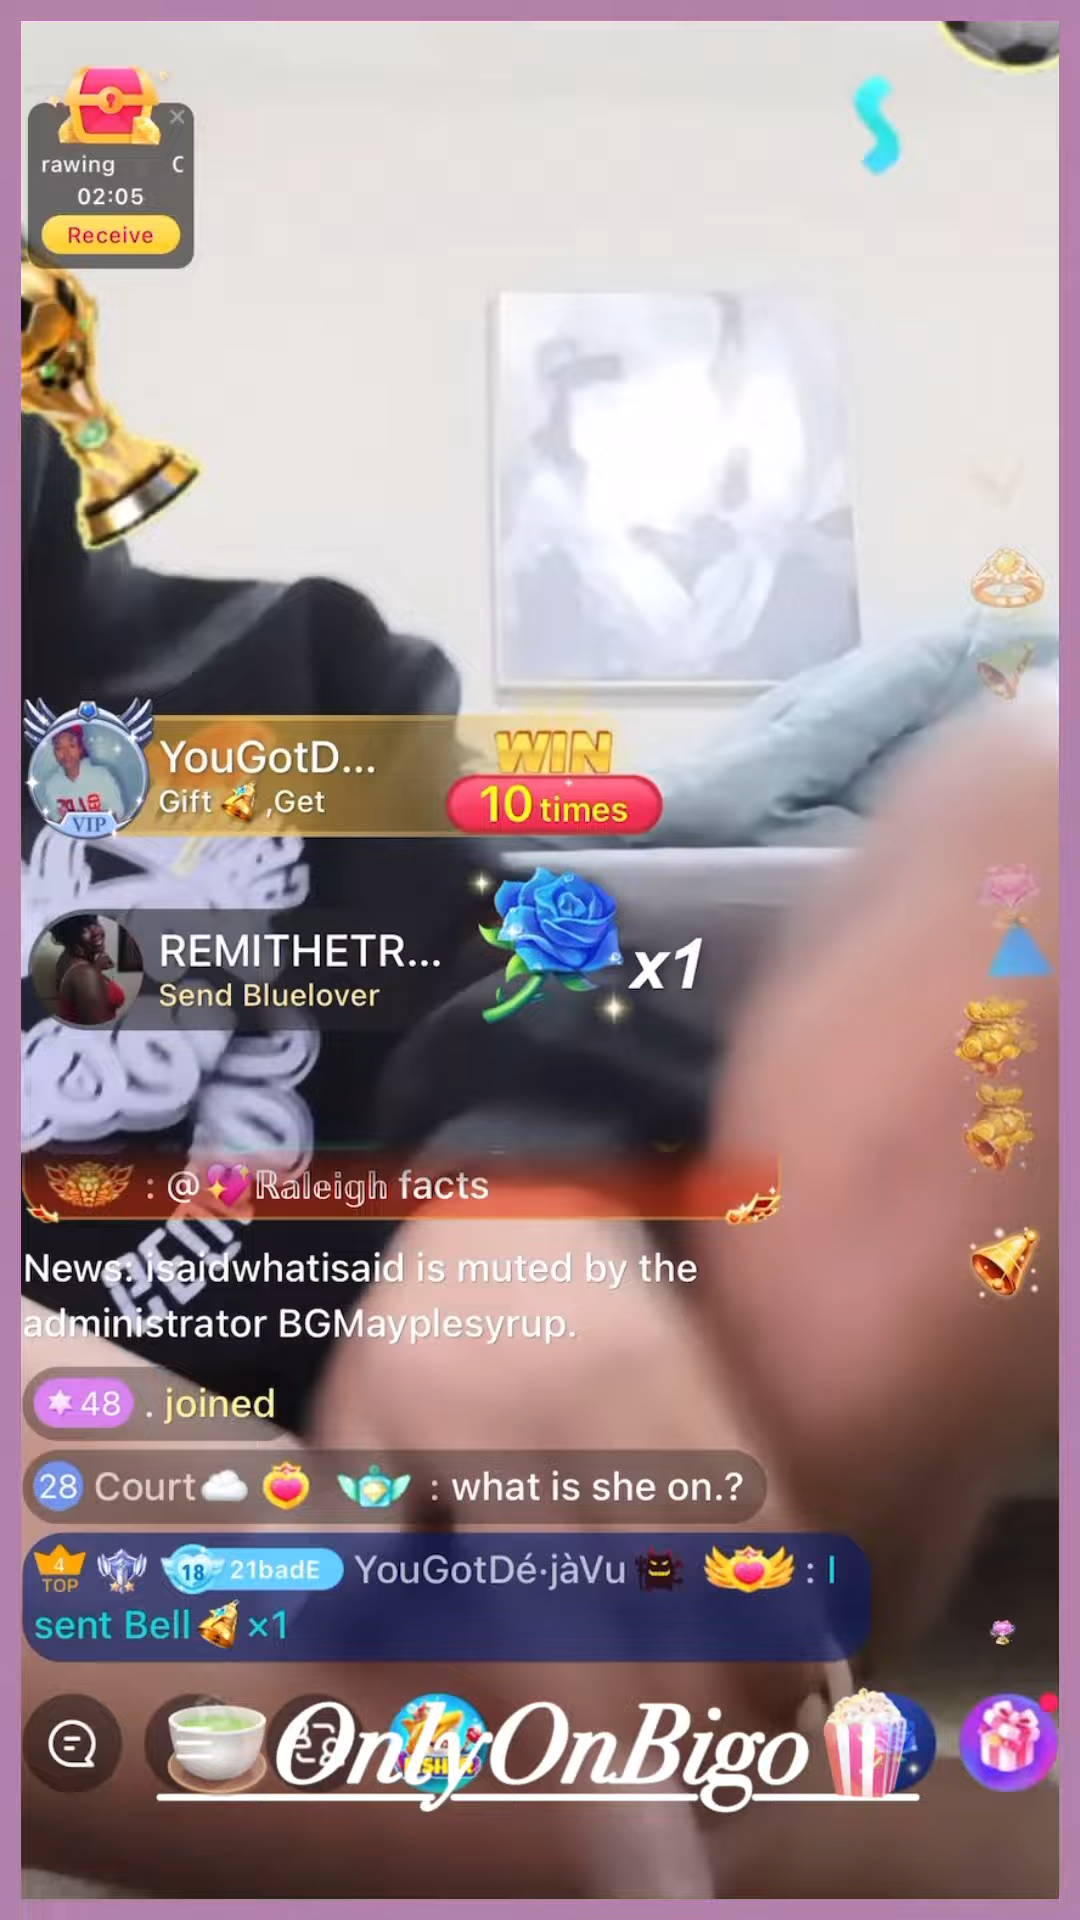 rawing C
02:05
Receive
YouGotD...
Gift ,Get
WIN
10 times
VIP
REMITHETR...
Send Bluelover
x1
: @💖ℝ𝕒𝕝𝕖𝕚𝕘𝕙 facts
News: isaidwhatisaid is muted by the
administrator BGMayplesyrup.
48 . joined
28 Court☁️ : what is she on.?
4 TOP 18 21badE YouGotDé·jàVu : I
sent Bell ×1
OnlyOnBigo